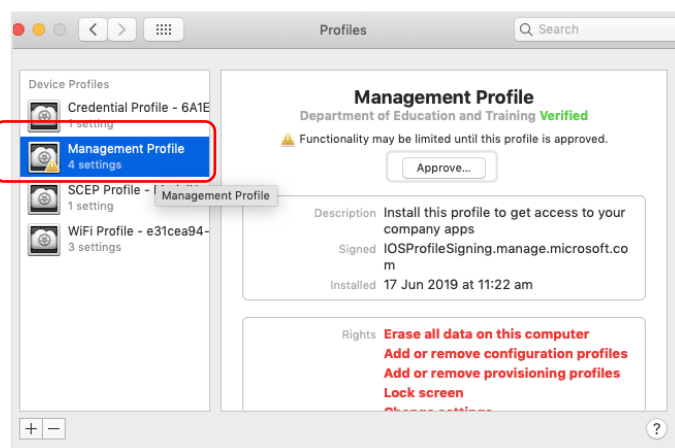 Profiles
Search
Device Profiles
Credential Profile - 6A1E
1 setting
Management Profile
4 settings
SCEP Profile -
1 setting
Management Profile
WiFi Profile - e31cea94-
3 settings
Management Profile
Department of Education and Training Verified
Functionality may be limited until this profile is approved.
Approve...
Description Install this profile to get access to your
company apps
Signed IOSProfileSigning.manage.microsoft.co
m
Installed 17 Jun 2019 at 11:22 am
Rights Erase all data on this computer
Add or remove configuration profiles
Add or remove provisioning profiles
Lock screen
Change settings
+ −
?